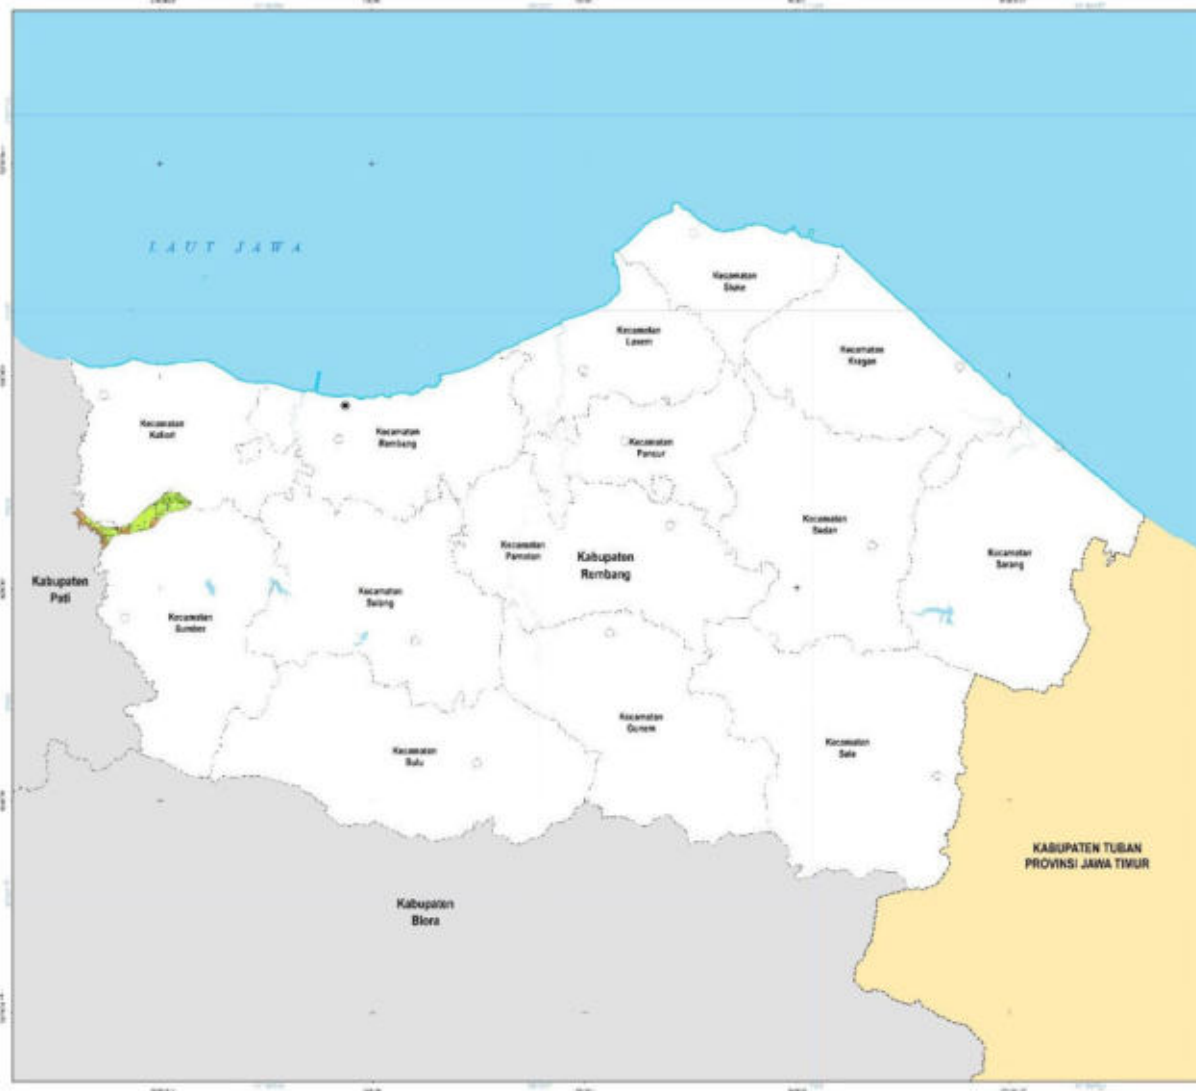 LAUT JAWA
Kecamatan
Sluke
Kecamatan
Lasem
Kecamatan
Kragan
Kecamatan
Kaliori
Kecamatan
Rembang
Kecamatan
Pancur
Kecamatan
Sedan
Kecamatan
Pamotan
Kabupaten
Rembang
Kecamatan
Sarang
Kabupaten
Pati
Kecamatan
Sulang
Kecamatan
Sumber
Kecamatan
Gunem
Kecamatan
Bulu
Kecamatan
Sale
KABUPATEN TUBAN
PROVINSI JAWA TIMUR
Kabupaten
Blora